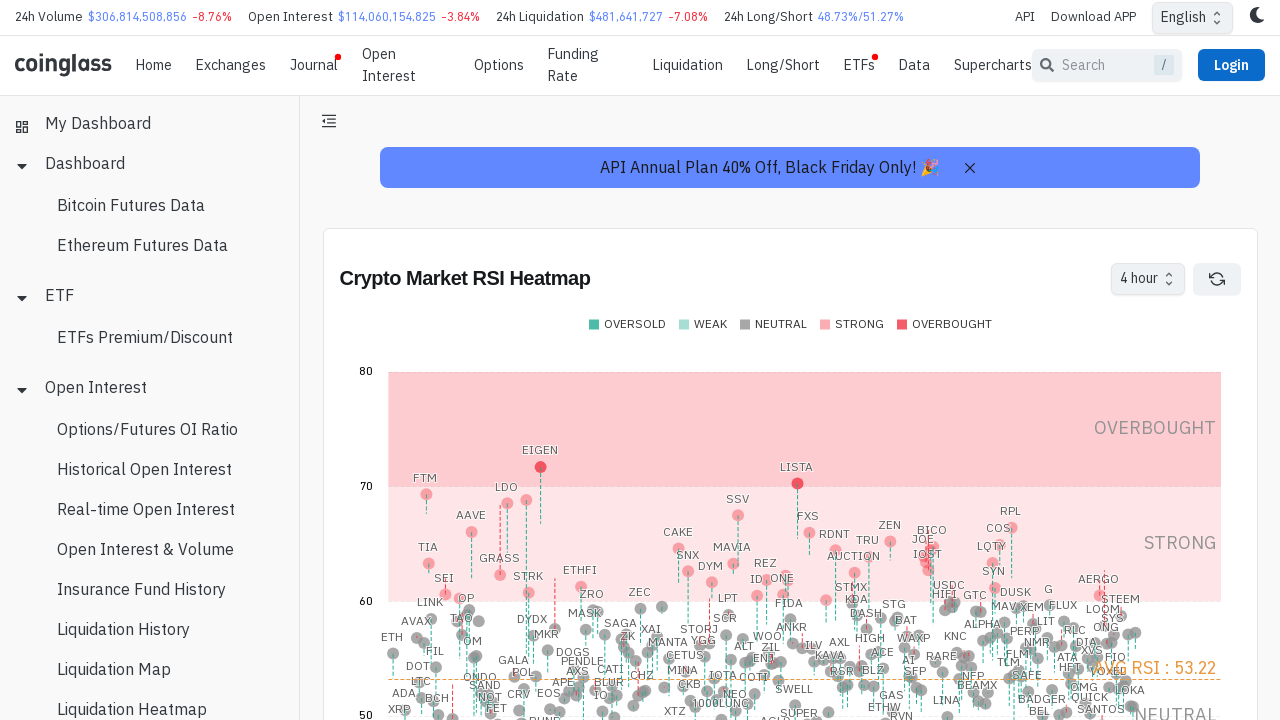 24h Volume $306,814,508,856 -8.76% Open Interest $114,060,154,825 -3.84% 24h Liquidation $481,641,727 -7.08% 24h Long/Short 48.73%/51.27% API Download APP English
coinglass Home Exchanges Journal Open Interest Options Funding Rate Liquidation Long/Short ETFs Data Supercharts Search / Login
My Dashboard
Dashboard
Bitcoin Futures Data
Ethereum Futures Data
ETF
ETFs Premium/Discount
Open Interest
Options/Futures OI Ratio
Historical Open Interest
Real-time Open Interest
Open Interest & Volume
Insurance Fund History
Liquidation History
Liquidation Map
Liquidation Heatmap
API Annual Plan 40% Off, Black Friday Only! 🎉
Crypto Market RSI Heatmap 4 hour
OVERSOLD WEAK NEUTRAL STRONG OVERBOUGHT
80
OVERBOUGHT
EIGEN
LISTA
FTM
70
LDO
SSV
RPL
AAVE
FXS
ZEN
BICO
COS
CAKE
RDNT
TRU
JOE
STRONG
TIA
MAVIA
LQTY
GRASS
SNX
AUCTION
IOST
ETHFI
DYM
REZ
SYN
SEI
STRK
ID
ONE
AERGO
STMX
USDC
ZRO
ZEC
HIFI
GTC
DUSK
G
60
LINK
OP
LPT
FIDA
KDA
STG
FLUX
STEEM
MASK
DASH
MAV
XEM
LOOM
AVAX
TAO
DYDX
SAGA
SCR
BAT
LIT
SYS
XAI
STORJ
ANKR
ALPHA
PERP
RLC
ONG
ETH
OM
MKR
ZK
MANTA
YGG
WOO
HIGH
WAXP
KNC
NMR
DIA
FIL
DOGS
ALT
ZIL
ILV
AXL
ACE
XVS
GALA
PENDLE
CETUS
ENJ
KAVA
AI
RARE
FLM
ATA
FIO
DOT
POL
AXS
CATI
CHZ
MINA
IOTA
RSR
BLZ
SFP
NFP
TLM
HFT
AVG RSI : 53.22
LTC
ONDO
SAND
APE
BLUR
CKB
SWELL
BEAMX
SAFE
OMG
LOKA
ADA
BCH
CRV
EOS
IO
NEO
1000LUNC
GAS
LINA
BADGER
QUICK
XRP
FET
XTZ
SUPER
ETHW
RVN
BEL
SANTOS
50
NEUTRAL